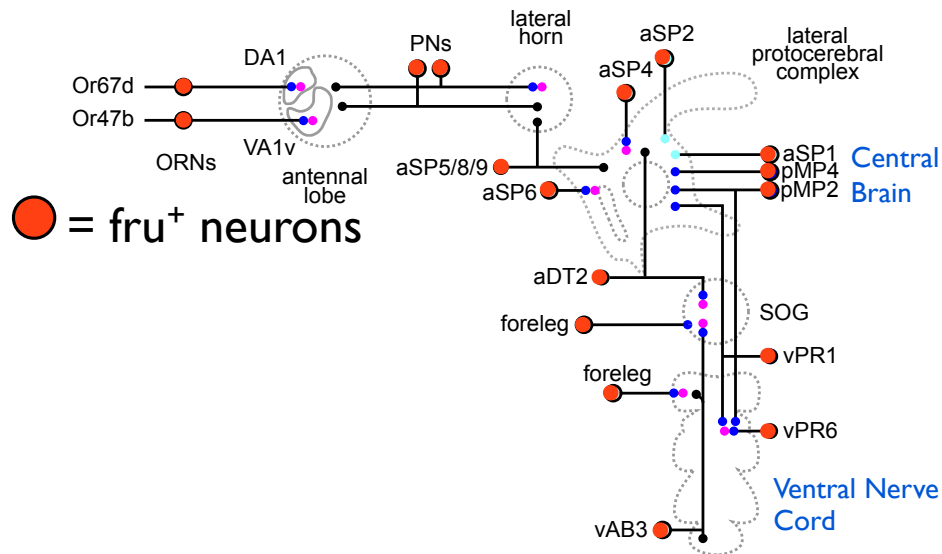 aSP2
lateral
horn
lateral
protocerebral
complex
PNs
DA1
aSP4
Or67d
Or47b
VA1v
ORNs
antennal
lobe
aSP5/8/9
aSP6
aSP1
pMP4
pMP2
Central
Brain
= fru⁺ neurons
aDT2
foreleg
SOG
vPR1
foreleg
vPR6
Ventral Nerve
Cord
vAB3